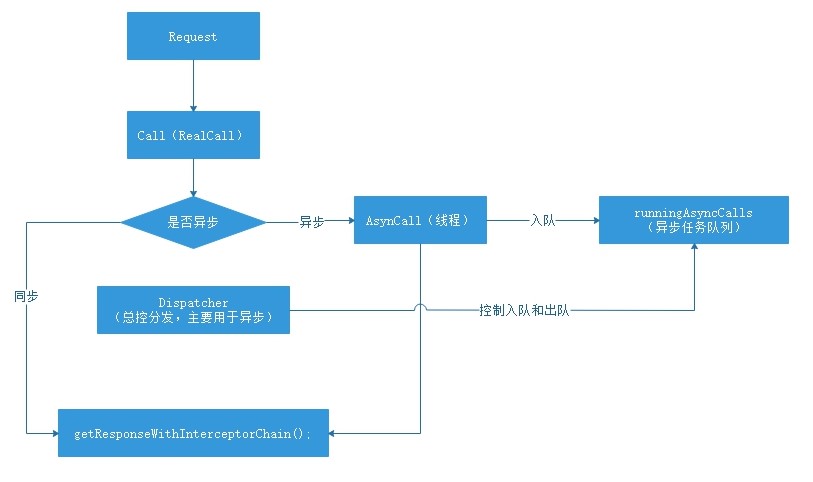 Request
Call（RealCall）
是否异步
异步
AsynCall（线程）
入队
runningAsyncCalls
（异步任务队列）
同步
Dispatcher
（总控分发，主要用于异步）
控制入队和出队
getResponseWithInterceptorChain();